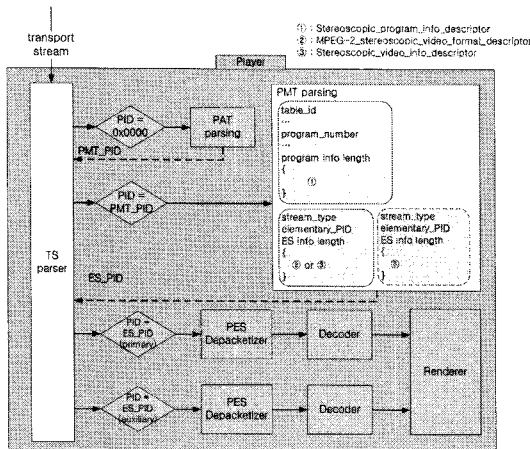 transport
stream
① : Stereoscopic_program_info_descriptor
② : MPEG-2_stereoscopic_video_formal_descriptor
③ : Stereoscopic_video_info_descriptor
Player
PID =
0x0000
PAT
parsing
PMT_PID
PID =
PMT_PID
TS
parser
ES_PID
PMT parsing
table_id
...
program_number
...
program info length
{
①
}
stream_type
elementary_PID
ES info length
{
② or ③
}
stream_type
elementary_PID
ES info length
{
③
}
PID =
ES_PID
(primary)
PES
Depacketizer
Decoder
Renderer
PID =
ES_PID
(auxiliary)
PES
Depacketizer
Decoder